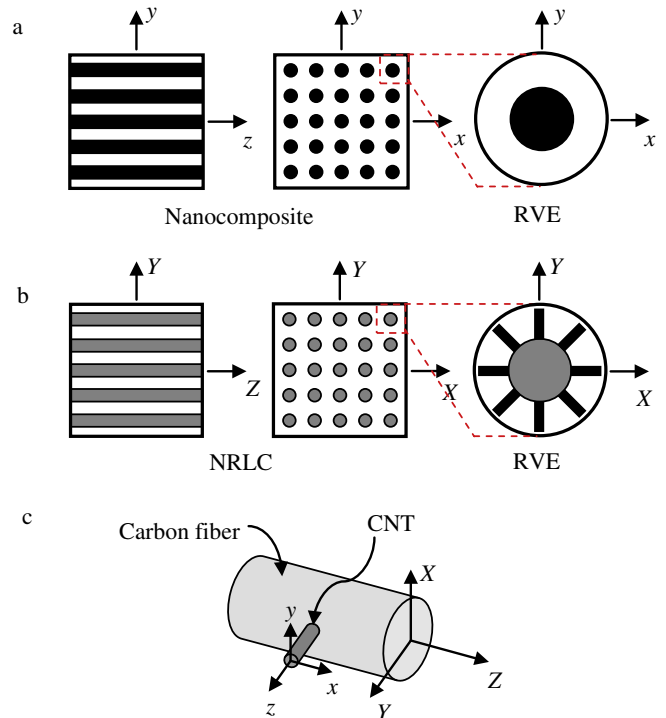 a
y
y
y
z
x
x
Nanocomposite
RVE
b
Y
Y
Y
Z
X
X
NRLC
RVE
c
Carbon fiber
CNT
X
y
x
z
Y
Z